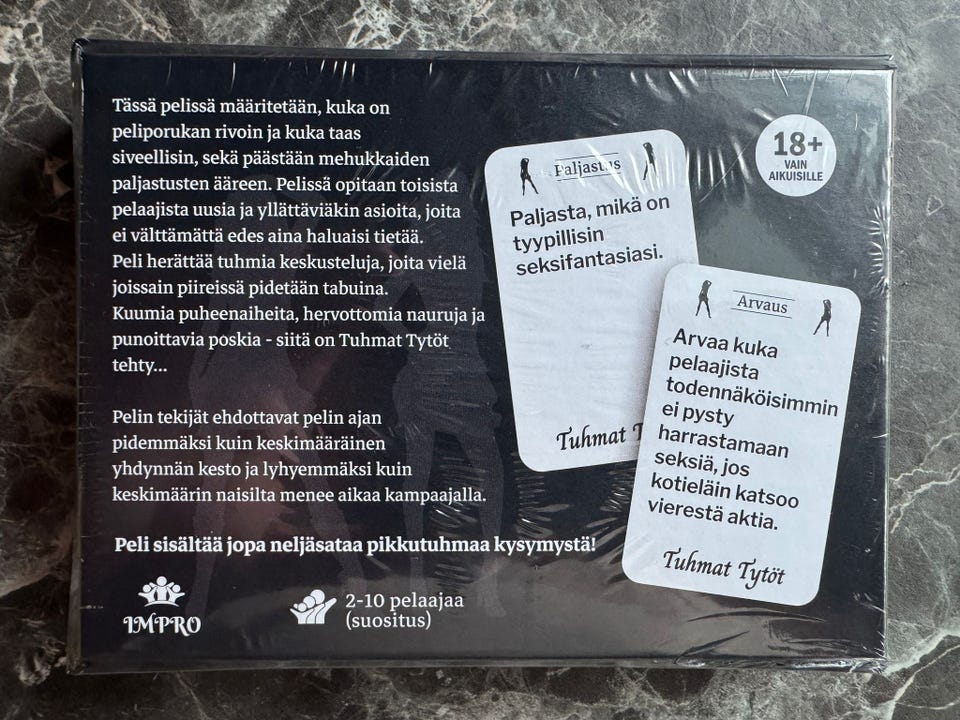 Tässä pelissä määritetään, kuka on
peliporukan rivoin ja kuka taas
siveellisin, sekä päästään mehukkaiden
paljastusten ääreen. Pelissä opitaan toisista
pelaajista uusia ja yllättäviäkin asioita, joita
ei välttämättä edes aina haluaisi tietää.
Peli herättää tuhmia keskusteluja, joita vielä
joissain piireissä pidetään tabuina.
Kuumia puheenaiheita, hervottomia nauruja ja
punoittavia poskia - siitä on Tuhmat Tytöt
tehty...
Pelin tekijät ehdottavat pelin ajan
pidemmäksi kuin keskimääräinen
yhdynnän kesto ja lyhyemmäksi kuin
keskimäärin naisilta menee aikaa kampaajalla.
Peli sisältää jopa neljäsataa pikkutuhmaa kysymystä!
IMPRO
2-10 pelaajaa
(suositus)
Paljastus
Paljasta, mikä on
tyypillisin
seksifantasiasi.
Tuhmat T
18+
VAIN
AIKUISILLE
Arvaus
Arvaa kuka
pelaajista
todennäköisimmin
ei pysty
harrastamaan
seksiä, jos
kotieläin katsoo
vierestä aktia.
Tuhmat Tytöt